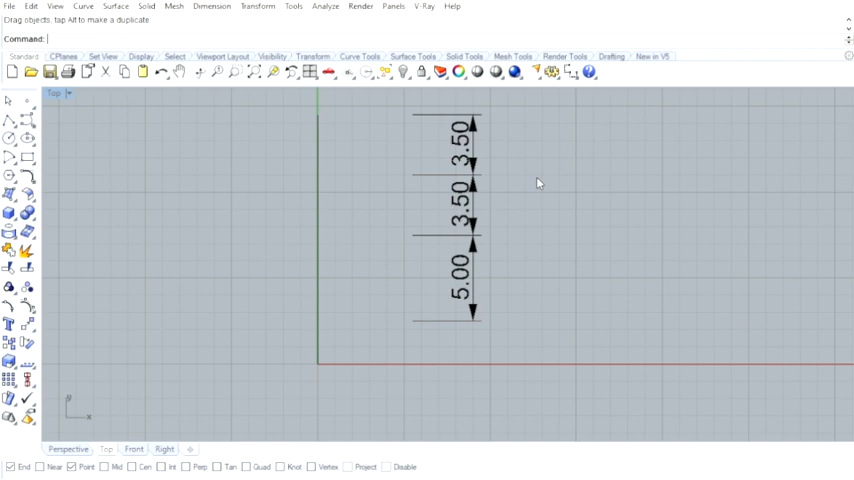 File Edit View Curve Surface Solid Mesh Dimension Transform Tools Analyze Render Panels V-Ray Help
Drag objects, tap Alt to make a duplicate
Command:
Standard CPlanes Set View Display Select Viewport Layout Visibility Transform Curve Tools Surface Tools Solid Tools Mesh Tools Render Tools Drafting New in V5
Top
3.50
3.50
5.00
y
x
Perspective Top Front Right
End Near Point Mid Cen Int Perp Tan Quad Knot Vertex Project Disable